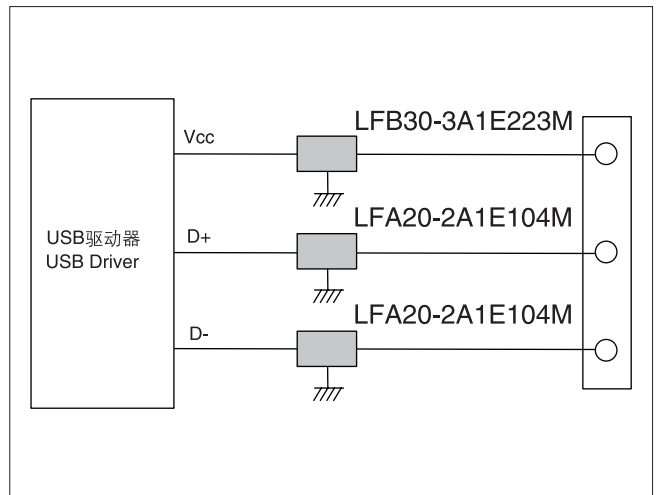 LFB30-3A1E223M
Vcc
LFA20-2A1E104M
USB驱动器
USB Driver
D+
LFA20-2A1E104M
D-